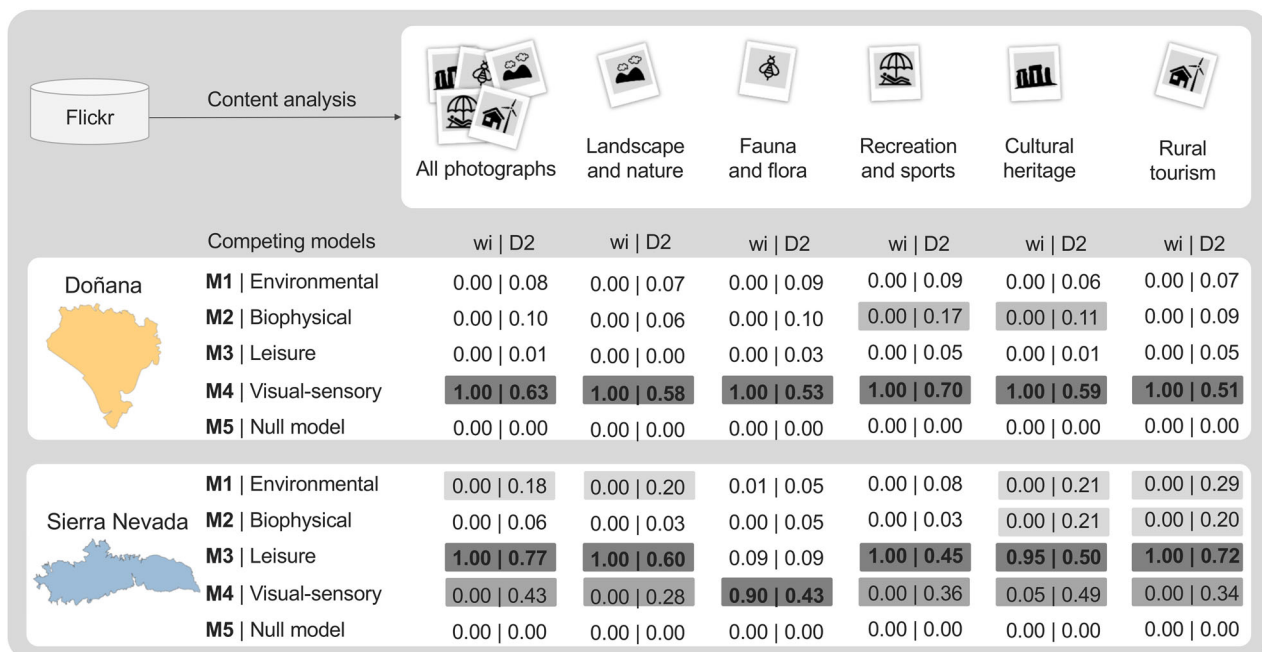 Flickr
Content analysis
All photographs
Landscape
and nature
Fauna
and flora
Recreation
and sports
Cultural
heritage
Rural
tourism
Competing models wi | D2 wi | D2 wi | D2 wi | D2 wi | D2 wi | D2
Doñana
M1 | Environmental 0.00 | 0.08 0.00 | 0.07 0.00 | 0.09 0.00 | 0.09 0.00 | 0.06 0.00 | 0.07
M2 | Biophysical 0.00 | 0.10 0.00 | 0.06 0.00 | 0.10 0.00 | 0.17 0.00 | 0.11 0.00 | 0.09
M3 | Leisure 0.00 | 0.01 0.00 | 0.00 0.00 | 0.03 0.00 | 0.05 0.00 | 0.01 0.00 | 0.05
M4 | Visual-sensory 1.00 | 0.63 1.00 | 0.58 1.00 | 0.53 1.00 | 0.70 1.00 | 0.59 1.00 | 0.51
M5 | Null model 0.00 | 0.00 0.00 | 0.00 0.00 | 0.00 0.00 | 0.00 0.00 | 0.00 0.00 | 0.00
Sierra Nevada
M1 | Environmental 0.00 | 0.18 0.00 | 0.20 0.01 | 0.05 0.00 | 0.08 0.00 | 0.21 0.00 | 0.29
M2 | Biophysical 0.00 | 0.06 0.00 | 0.03 0.00 | 0.05 0.00 | 0.03 0.00 | 0.21 0.00 | 0.20
M3 | Leisure 1.00 | 0.77 1.00 | 0.60 0.09 | 0.09 1.00 | 0.45 0.95 | 0.50 1.00 | 0.72
M4 | Visual-sensory 0.00 | 0.43 0.00 | 0.28 0.90 | 0.43 0.00 | 0.36 0.05 | 0.49 0.00 | 0.34
M5 | Null model 0.00 | 0.00 0.00 | 0.00 0.00 | 0.00 0.00 | 0.00 0.00 | 0.00 0.00 | 0.00